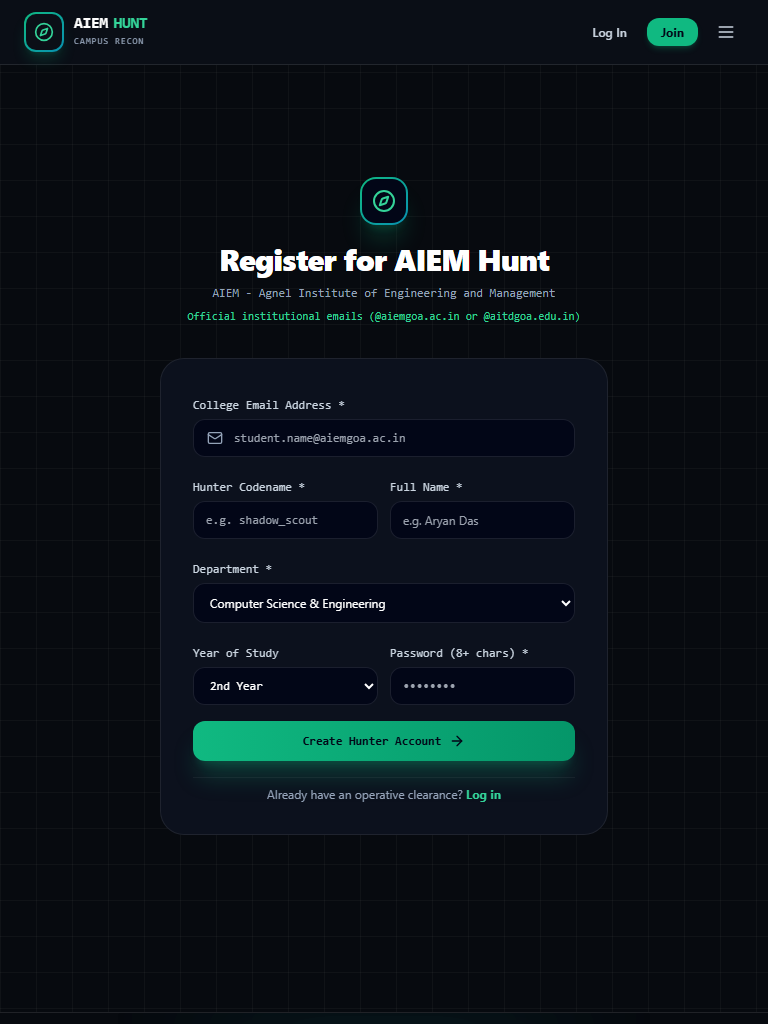 AIEM HUNT
CAMPUS RECON
Log In
Join
Register for AIEM Hunt
AIEM - Agnel Institute of Engineering and Management
Official institutional emails (@aiemgoa.ac.in or @aitdgoa.edu.in)
College Email Address *
student.name@aiemgoa.ac.in
Hunter Codename *
Full Name *
e.g. shadow_scout
e.g. Aryan Das
Department *
Computer Science & Engineering
Year of Study
Password (8+ chars) *
2nd Year
••••••••
Create Hunter Account →
Already have an operative clearance? Log in